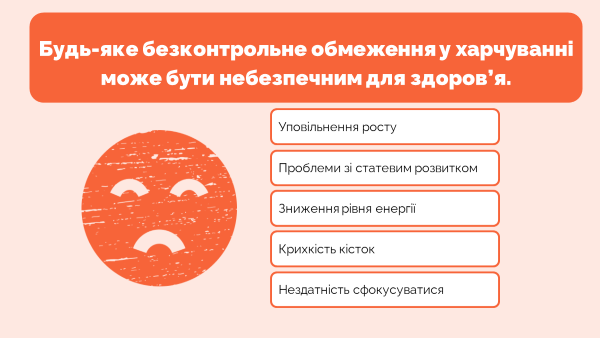 Будь-яке безконтрольне обмеження у харчуванні
може бути небезпечним для здоров’я.
Уповільнення росту
Проблеми зі статевим розвитком
Зниження рівня енергії
Крихкість кісток
Нездатність сфокусуватися